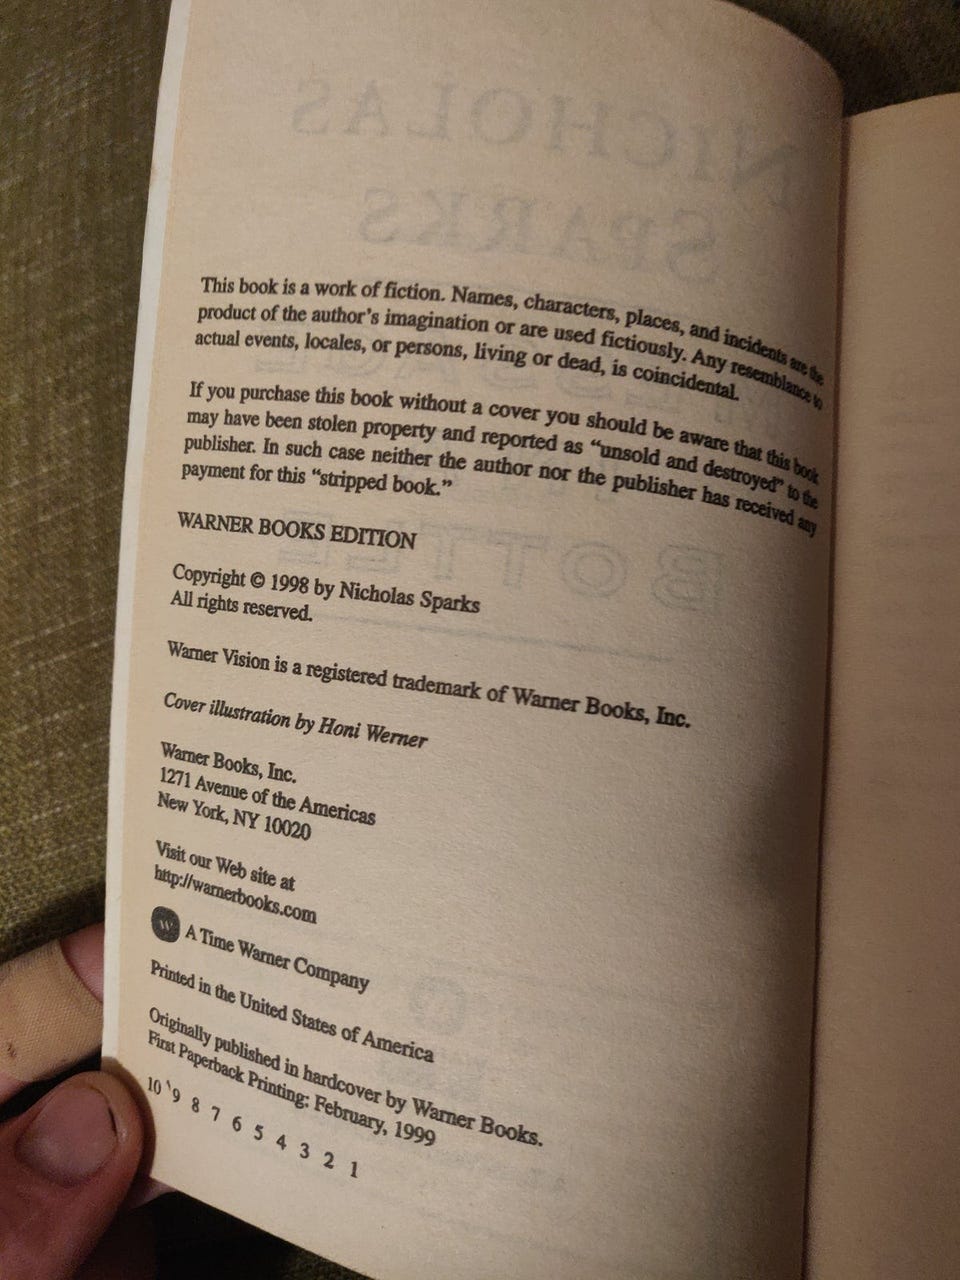 NICHOLAS
SPARKS
BOTTLE
This book is a work of fiction. Names, characters, places, and incidents are the
product of the author's imagination or are used fictiously. Any resemblance to
actual events, locales, or persons, living or dead, is coincidental.
If you purchase this book without a cover you should be aware that this book
may have been stolen property and reported as "unsold and destroyed" to the
publisher. In such case neither the author nor the publisher has received any
payment for this "stripped book."
WARNER BOOKS EDITION
Copyright © 1998 by Nicholas Sparks
All rights reserved.
Warner Vision is a registered trademark of Warner Books, Inc.
Cover illustration by Honi Werner
Warner Books, Inc.
1271 Avenue of the Americas
New York, NY 10020
Visit our Web site at
http://warnerbooks.com
W A Time Warner Company
Printed in the United States of America
Originally published in hardcover by Warner Books.
First Paperback Printing: February, 1999
10 9 8 7 6 5 4 3 2 1